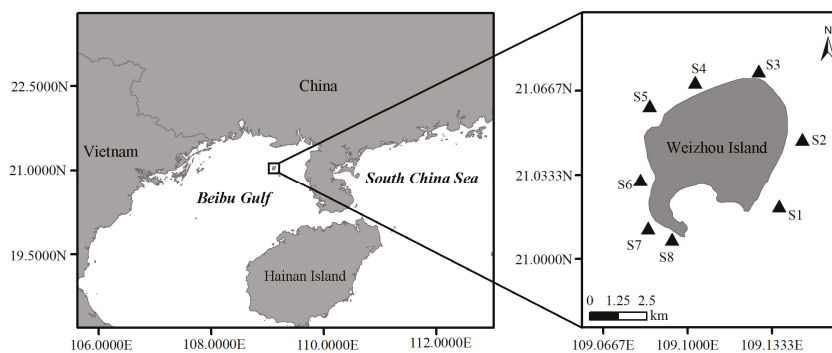 22.5000N
21.0000N
19.5000N
106.0000E
108.0000E
110.0000E
112.0000E
China
Vietnam
Beibu Gulf
South China Sea
Hainan Island
N
21.0667N
21.0333N
21.0000N
109.0667E
109.1000E
109.1333E
S4
S3
S5
Weizhou Island
S2
S6
S1
S7
S8
0 1.25 2.5
km